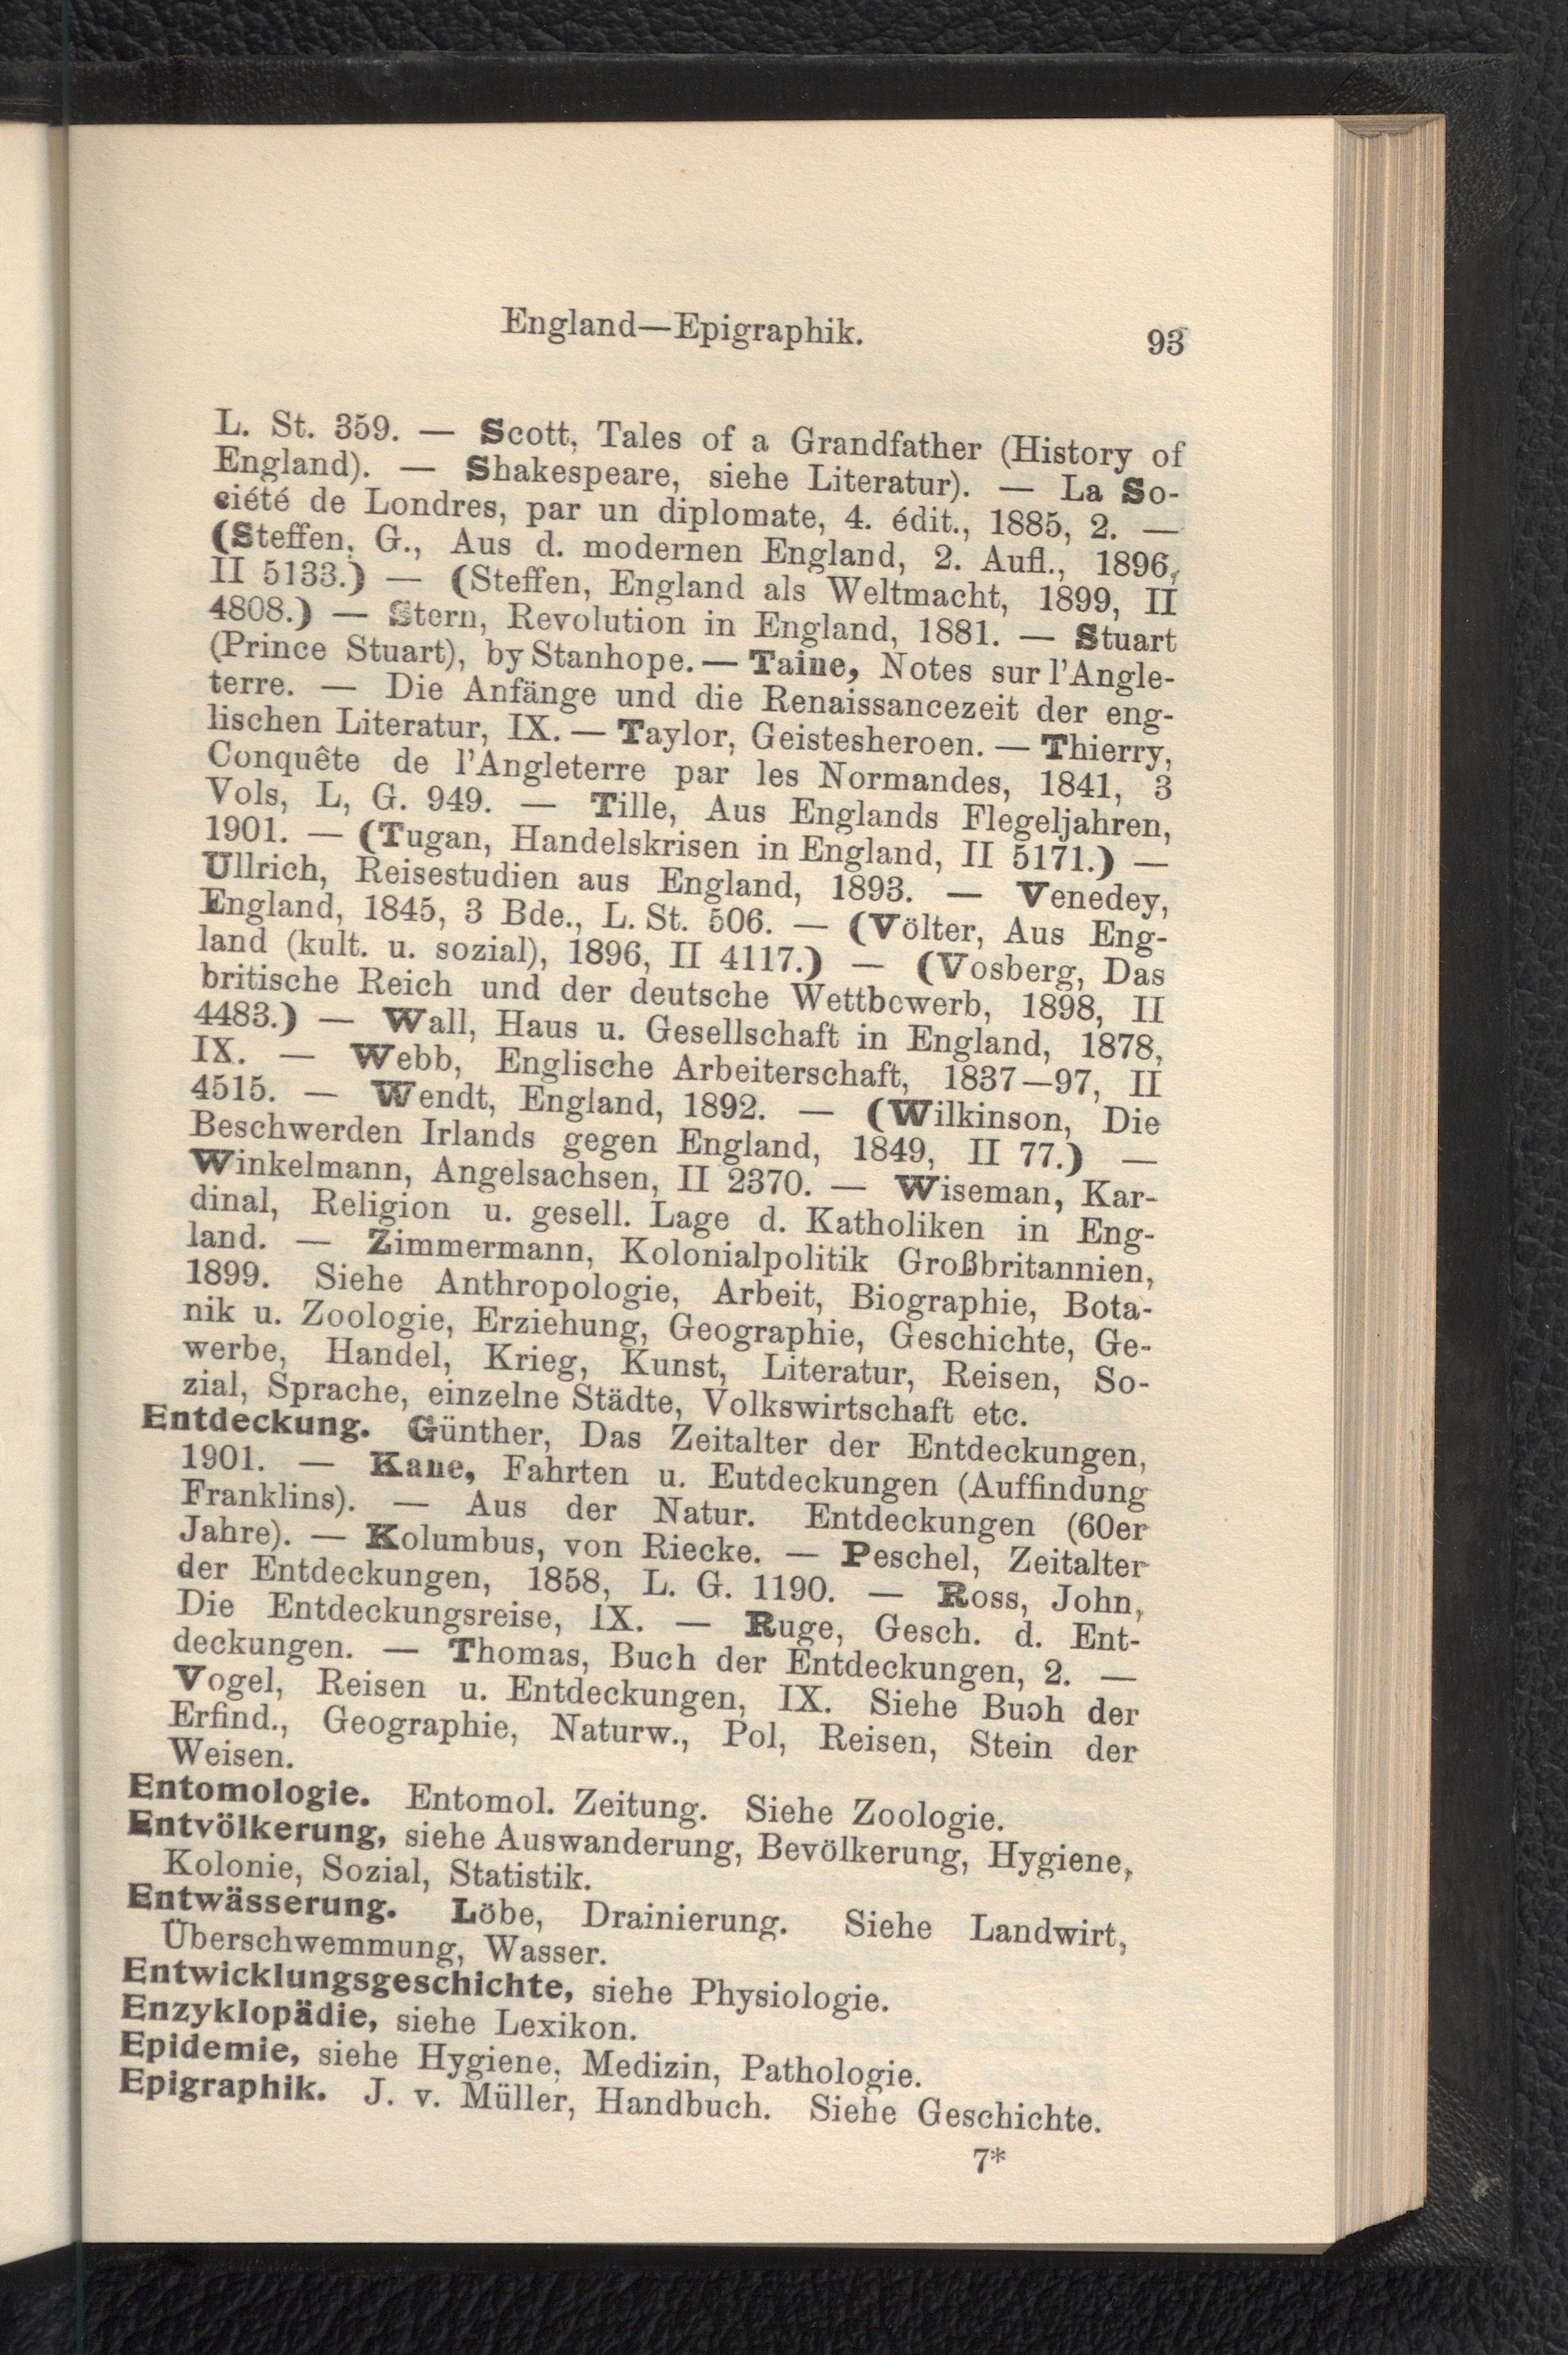 England—Epigraphik. 93
L. St. 359. — Scott, Tales of a Grandfather (History of
England). — Shakespeare, siehe Literatur). — La So-
ciété de Londres, par un diplomate, 4. édit., 1885, 2. —
(Steffen, G., Aus d. modernen England, 2. Aufl., 1896,
II 5133.) — (Steffen, England als Weltmacht, 1899, II
4808.) — Stern, Revolution in England, 1881. — Stuart
(Prince Stuart), by Stanhope. — Taine, Notes sur l'Angle-
terre. — Die Anfänge und die Renaissancezeit der eng-
lischen Literatur, IX. — Taylor, Geistesheroen. — Thierry,
Conquête de l'Angleterre par les Normandes, 1841, 3
Vols, L, G. 949. — Tille, Aus Englands Flegeljahren,
1901. — (Tugan, Handelskrisen in England, II 5171.) —
Ullrich, Reisestudien aus England, 1893. — Venedey,
England, 1845, 3 Bde., L. St. 506. — (Völter, Aus Eng-
land (kult. u. sozial), 1896, II 4117.) — (Vosberg, Das
britische Reich und der deutsche Wettbewerb, 1898, II
4483.) — Wall, Haus u. Gesellschaft in England, 1878,
IX. — Webb, Englische Arbeiterschaft, 1837—97, II
4515. — Wendt, England, 1892. — (Wilkinson, Die
Beschwerden Irlands gegen England, 1849, II 77.) —
Winkelmann, Angelsachsen, II 2370. — Wiseman, Kar-
dinal, Religion u. gesell. Lage d. Katholiken in Eng-
land. — Zimmermann, Kolonialpolitik Großbritannien,
1899. Siehe Anthropologie, Arbeit, Biographie, Bota-
nik u. Zoologie, Erziehung, Geographie, Geschichte, Ge-
werbe, Handel, Krieg, Kunst, Literatur, Reisen, So-
zial, Sprache, einzelne Städte, Volkswirtschaft etc.
Entdeckung. Günther, Das Zeitalter der Entdeckungen,
1901. — Kane, Fahrten u. Eutdeckungen (Auffindung
Franklins). — Aus der Natur. Entdeckungen (60er
Jahre). — Kolumbus, von Riecke. — Peschel, Zeitalter
der Entdeckungen, 1858, L. G. 1190. — Ross, John,
Die Entdeckungsreise, IX. — Ruge, Gesch. d. Ent-
deckungen. — Thomas, Buch der Entdeckungen, 2. —
Vogel, Reisen u. Entdeckungen, IX. Siehe Buch der
Erfind., Geographie, Naturw., Pol, Reisen, Stein der
Weisen.
Entomologie. Entomol. Zeitung. Siehe Zoologie.
Entvölkerung, siehe Auswanderung, Bevölkerung, Hygiene,
Kolonie, Sozial, Statistik.
Entwässerung. Löbe, Drainierung. Siehe Landwirt,
Überschwemmung, Wasser.
Entwicklungsgeschichte, siehe Physiologie.
Enzyklopädie, siehe Lexikon.
Epidemie, siehe Hygiene, Medizin, Pathologie.
Epigraphik. J. v. Müller, Handbuch. Siehe Geschichte.
7*